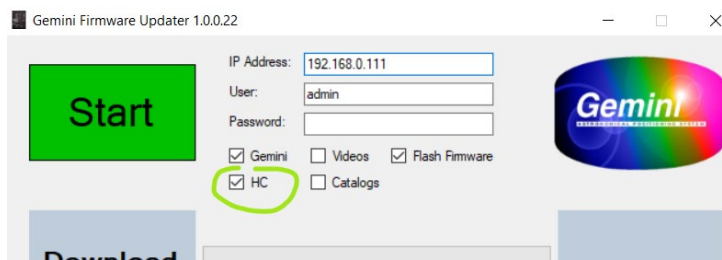 Gemini Firmware Updater 1.0.0.22
IP Address: 192.168.0.111
Start
User: admin
Gemini
Password:
Gemini Videos Flash Firmware
HC Catalogs
Download